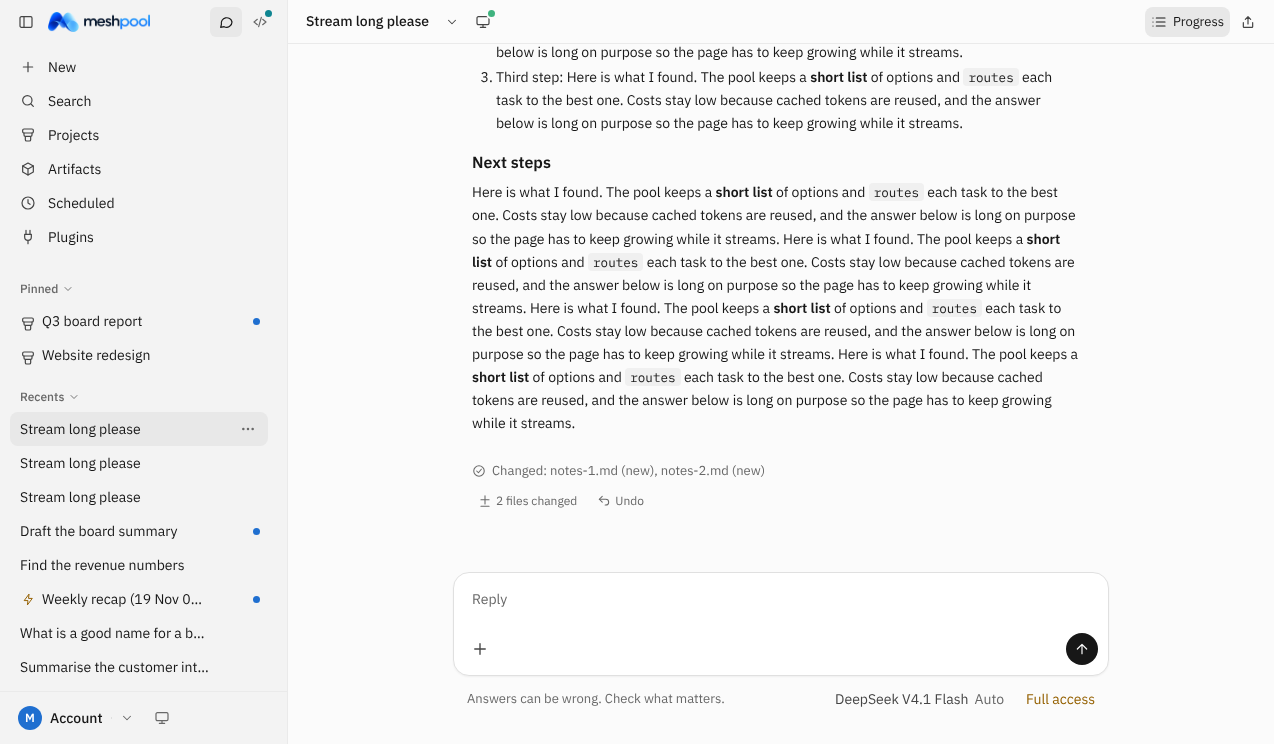 meshpool
New
Search
Projects
Artifacts
Scheduled
Plugins
Pinned
Q3 board report
Website redesign
Recents
Stream long please
Stream long please
Stream long please
Draft the board summary
Find the revenue numbers
Weekly recap (19 Nov 0...
What is a good name for a b...
Summarise the customer int...
M Account
Stream long please
Progress
below is long on purpose so the page has to keep growing while it streams.
3. Third step: Here is what I found. The pool keeps a short list of options and routes each
task to the best one. Costs stay low because cached tokens are reused, and the answer
below is long on purpose so the page has to keep growing while it streams.
Next steps
Here is what I found. The pool keeps a short list of options and routes each task to the best
one. Costs stay low because cached tokens are reused, and the answer below is long on purpose
so the page has to keep growing while it streams. Here is what I found. The pool keeps a short
list of options and routes each task to the best one. Costs stay low because cached tokens are
reused, and the answer below is long on purpose so the page has to keep growing while it
streams. Here is what I found. The pool keeps a short list of options and routes each task to
the best one. Costs stay low because cached tokens are reused, and the answer below is long on
purpose so the page has to keep growing while it streams. Here is what I found. The pool keeps a
short list of options and routes each task to the best one. Costs stay low because cached
tokens are reused, and the answer below is long on purpose so the page has to keep growing
while it streams.
Changed: notes-1.md (new), notes-2.md (new)
2 files changed Undo
Reply
Answers can be wrong. Check what matters.
DeepSeek V4.1 Flash Auto Full access